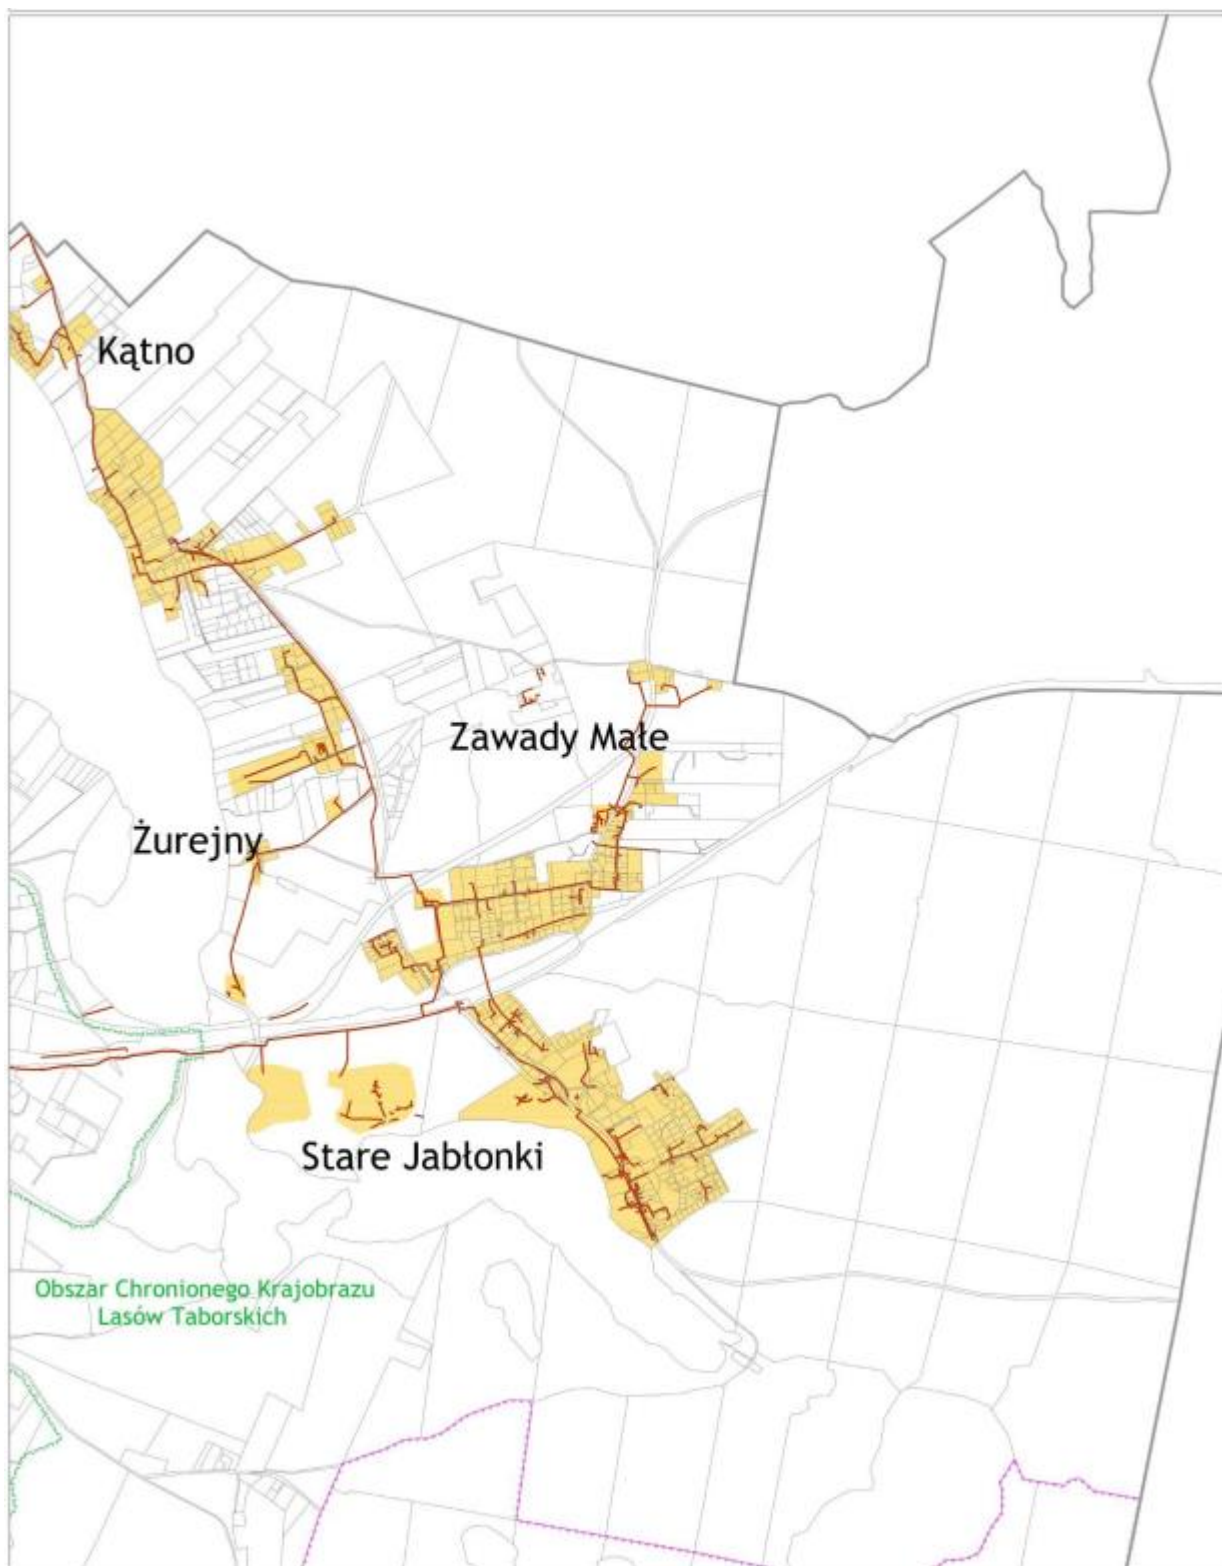 Kątno
Zawady Małe
Żurejny
Stare Jabłonki
Obszar Chronionego Krajobrazu
Lasów Taborskich